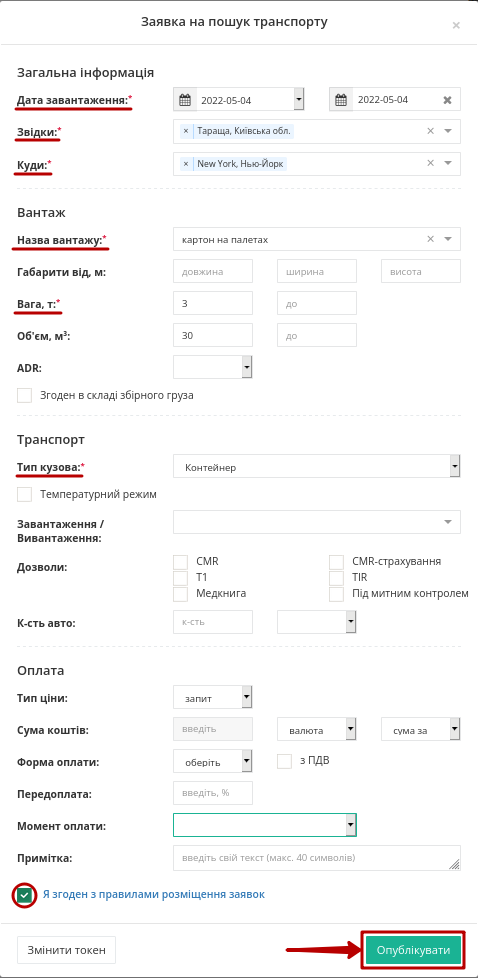 Заявка на пошук транспорту ×
Загальна інформація
Дата завантаження:* 2022-05-04 2022-05-04 ✖
Звідки:* × Тараща, Київська обл. ×
Куди:* × New York, Нью-Йорк ×
Вантаж
Назва вантажу:* картон на палетах ×
Габарити від, м: довжина ширина висота
Вага, т:* 3 до
Об'єм, м³: 30 до
ADR:
Згоден в складі збірного груза
Транспорт
Тип кузова:* Контейнер
Температурний режим
Завантаження /
Вивантаження:
Дозволи: CMR CMR-страхування
T1 TIR
Медкнига Під митним контролем
К-сть авто: к-сть
Оплата
Тип ціни: запит
Сума коштів: введіть валюта сума за
Форма оплати: оберіть з ПДВ
Передоплата: введіть, %
Момент оплати:
Примітка: введіть свій текст (макс. 40 символів)
Я згоден з правилами розміщення заявок
Змінити токен Опублікувати